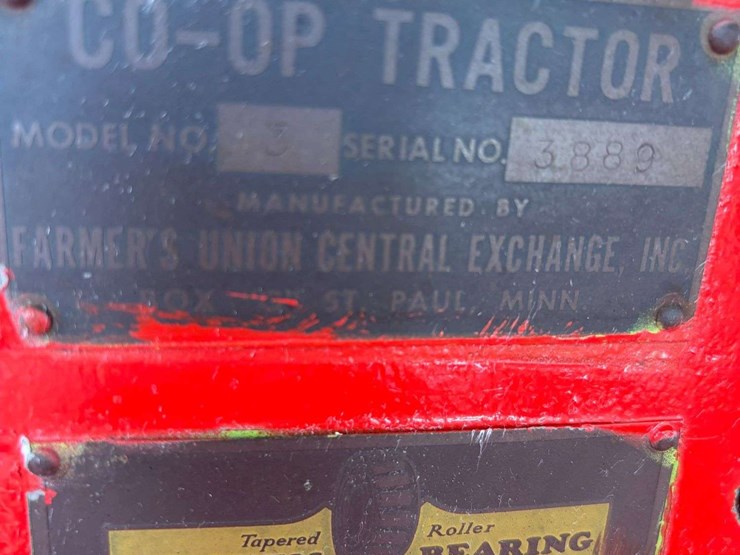 CO-OP TRACTOR
MODEL NO. 3 SERIAL NO. 3889
MANUFACTURED BY
FARMER'S UNION CENTRAL EXCHANGE, INC
BOX ST. PAUL, MINN
Tapered Roller
BEARING